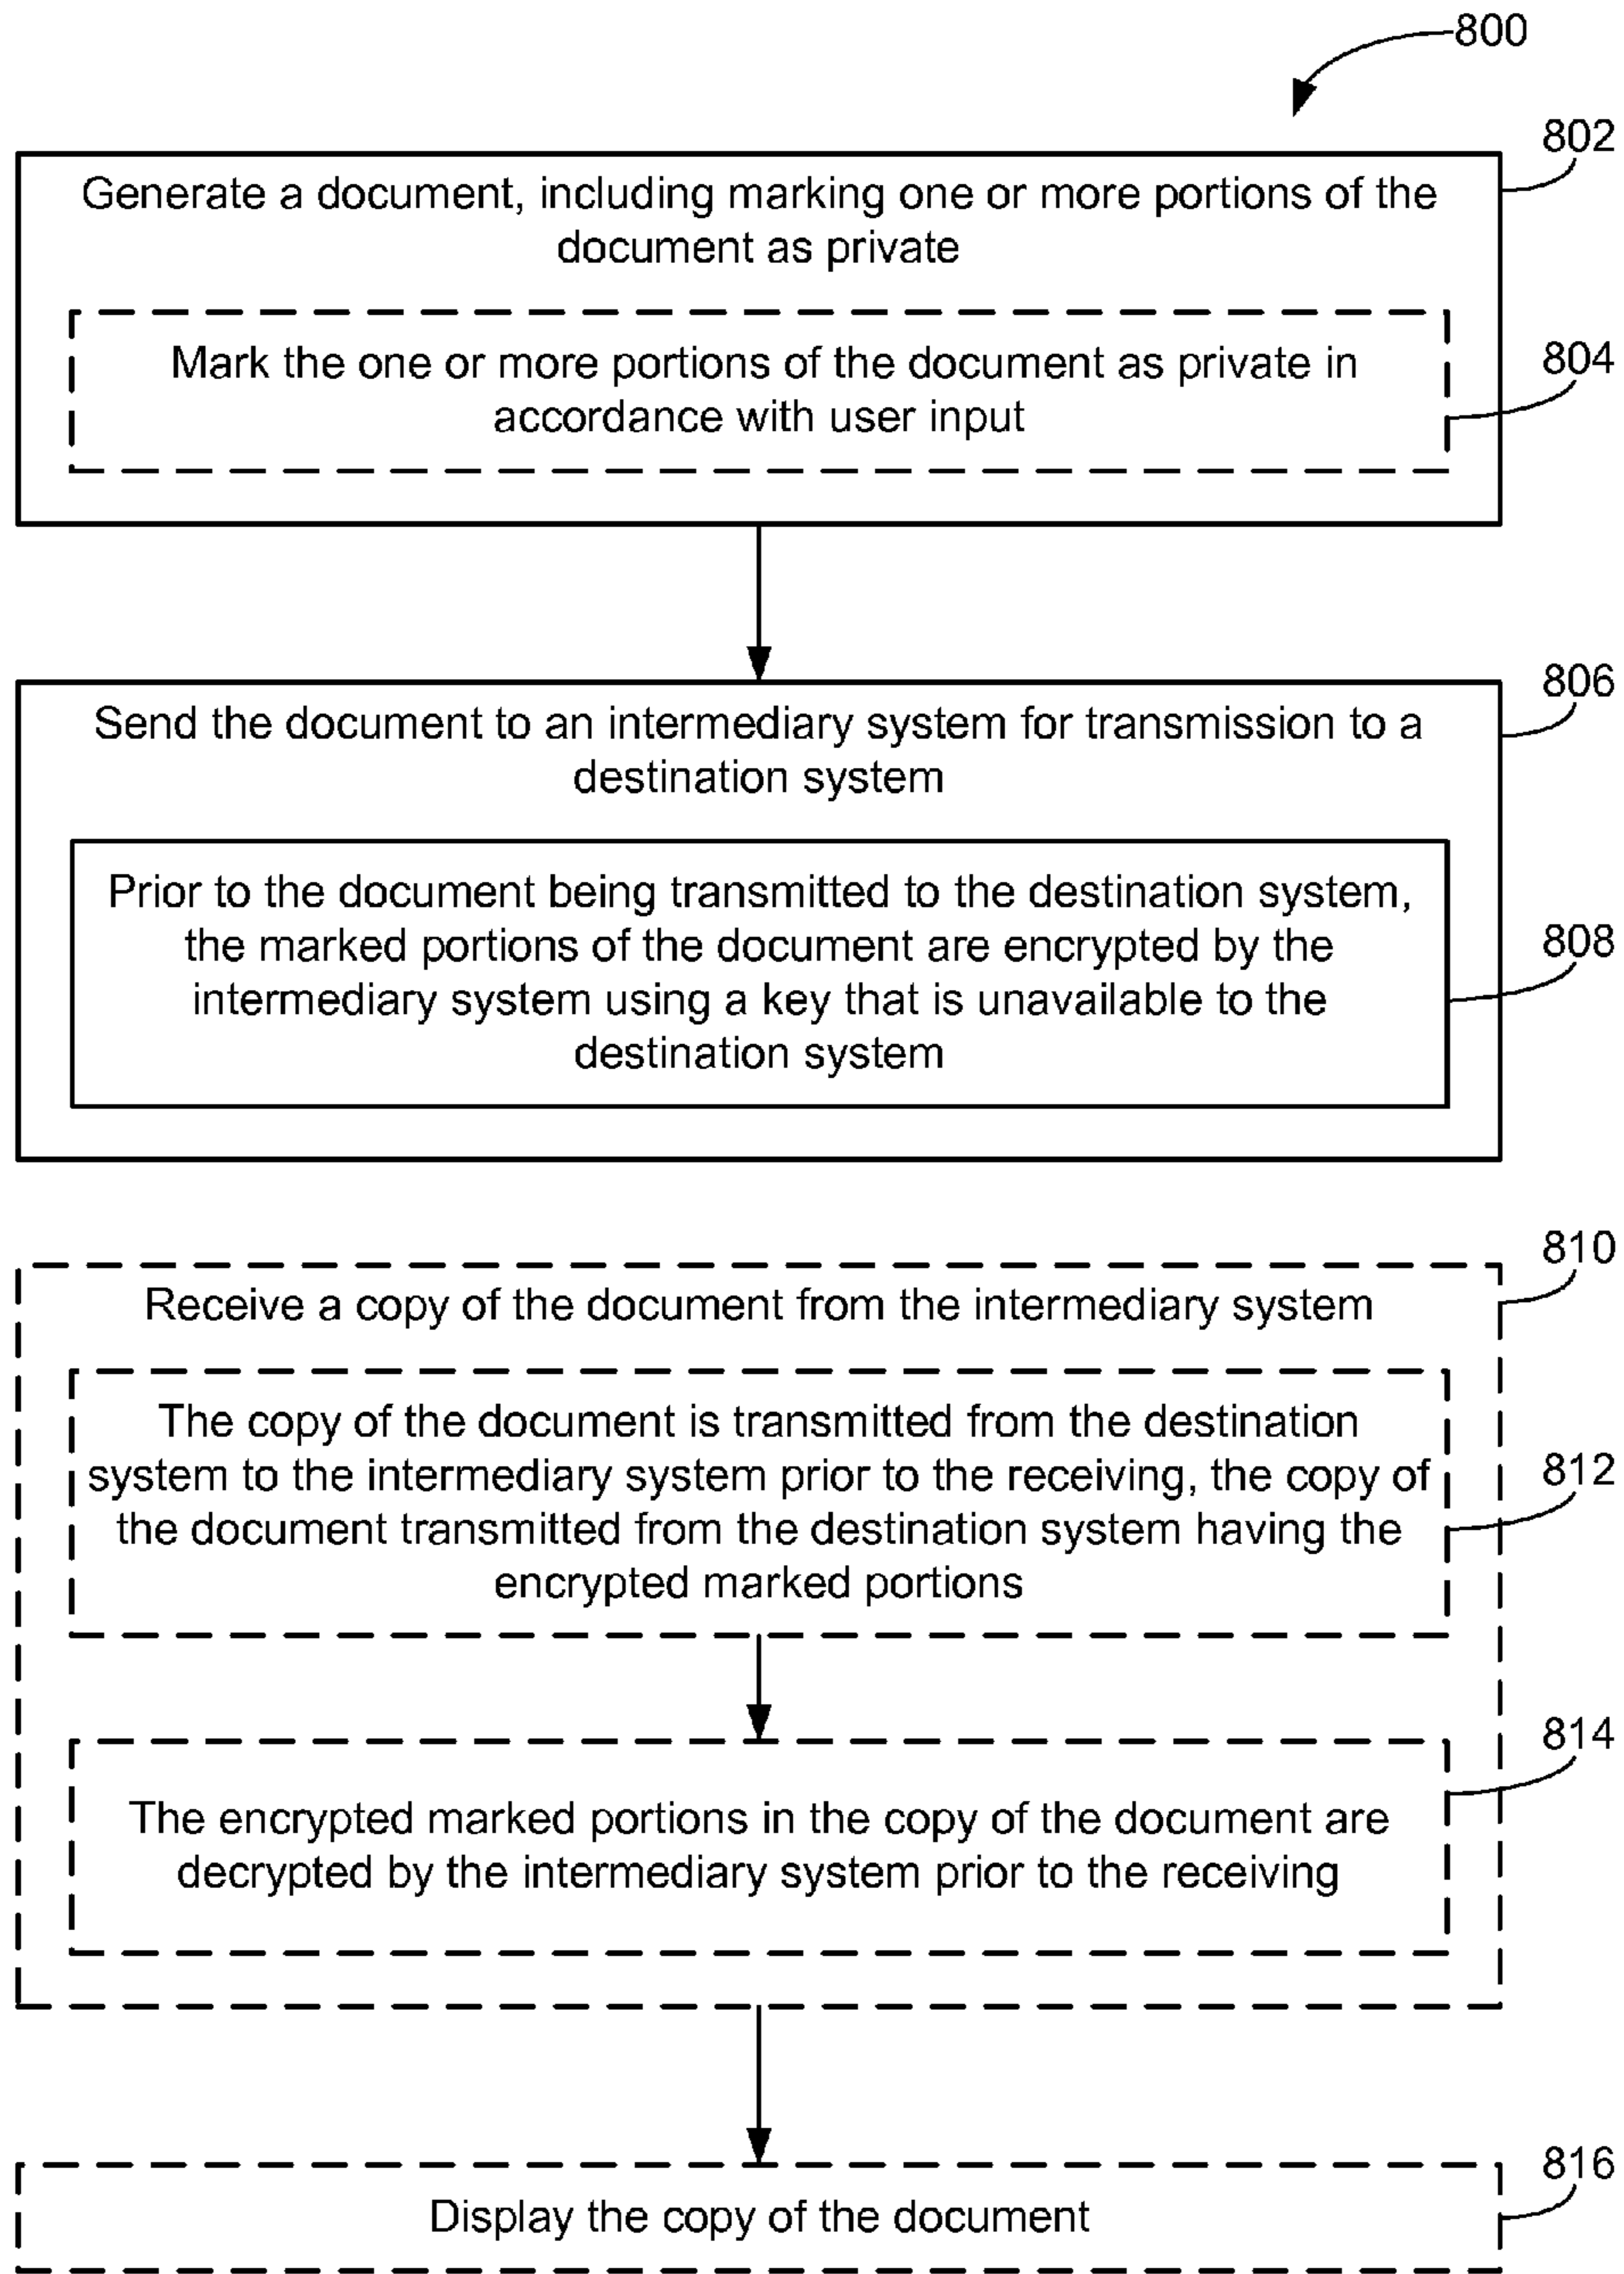 800
802
Generate a document, including marking one or more portions of the
document as private
804
Mark the one or more portions of the document as private in
accordance with user input
806
Send the document to an intermediary system for transmission to a
destination system
808
Prior to the document being transmitted to the destination system,
the marked portions of the document are encrypted by the
intermediary system using a key that is unavailable to the
destination system
810
Receive a copy of the document from the intermediary system
812
The copy of the document is transmitted from the destination
system to the intermediary system prior to the receiving, the copy of
the document transmitted from the destination system having the
encrypted marked portions
814
The encrypted marked portions in the copy of the document are
decrypted by the intermediary system prior to the receiving
816
Display the copy of the document